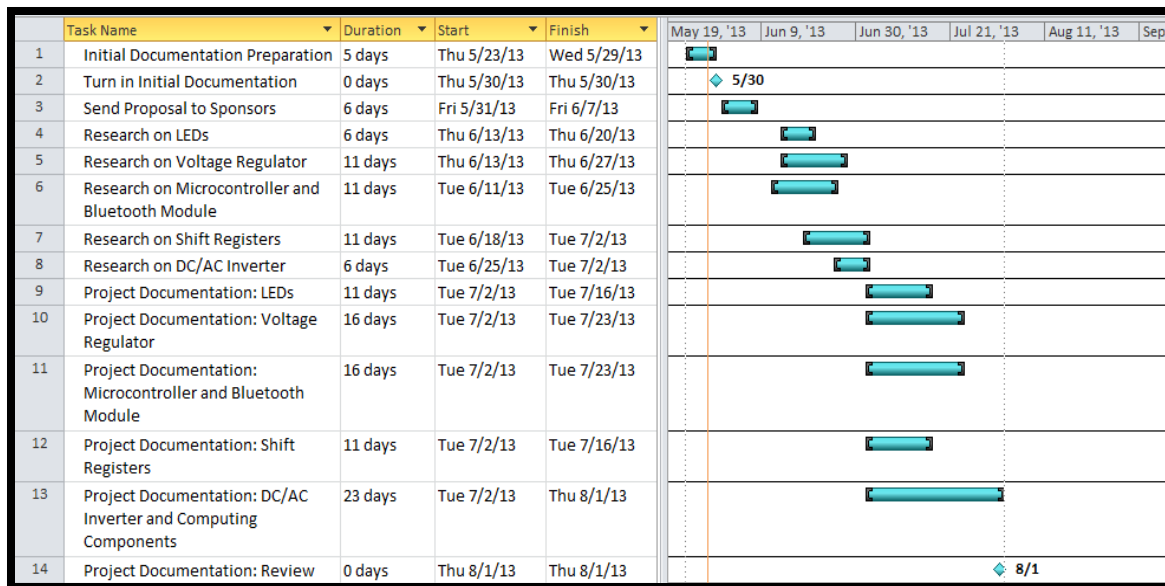 Task Name Duration Start Finish May 19, '13 Jun 9, '13 Jun 30, '13 Jul 21, '13 Aug 11, '13 Sep
1 Initial Documentation Preparation 5 days Thu 5/23/13 Wed 5/29/13
2 Turn in Initial Documentation 0 days Thu 5/30/13 Thu 5/30/13 5/30
3 Send Proposal to Sponsors 6 days Fri 5/31/13 Fri 6/7/13
4 Research on LEDs 6 days Thu 6/13/13 Thu 6/20/13
5 Research on Voltage Regulator 11 days Thu 6/13/13 Thu 6/27/13
6 Research on Microcontroller and 11 days Tue 6/11/13 Tue 6/25/13
Bluetooth Module
7 Research on Shift Registers 11 days Tue 6/18/13 Tue 7/2/13
8 Research on DC/AC Inverter 6 days Tue 6/25/13 Tue 7/2/13
9 Project Documentation: LEDs 11 days Tue 7/2/13 Tue 7/16/13
10 Project Documentation: Voltage 16 days Tue 7/2/13 Tue 7/23/13
Regulator
11 Project Documentation: 16 days Tue 7/2/13 Tue 7/23/13
Microcontroller and Bluetooth
Module
12 Project Documentation: Shift 11 days Tue 7/2/13 Tue 7/16/13
Registers
13 Project Documentation: DC/AC 23 days Tue 7/2/13 Thu 8/1/13
Inverter and Computing
Components
14 Project Documentation: Review 0 days Thu 8/1/13 Thu 8/1/13 8/1